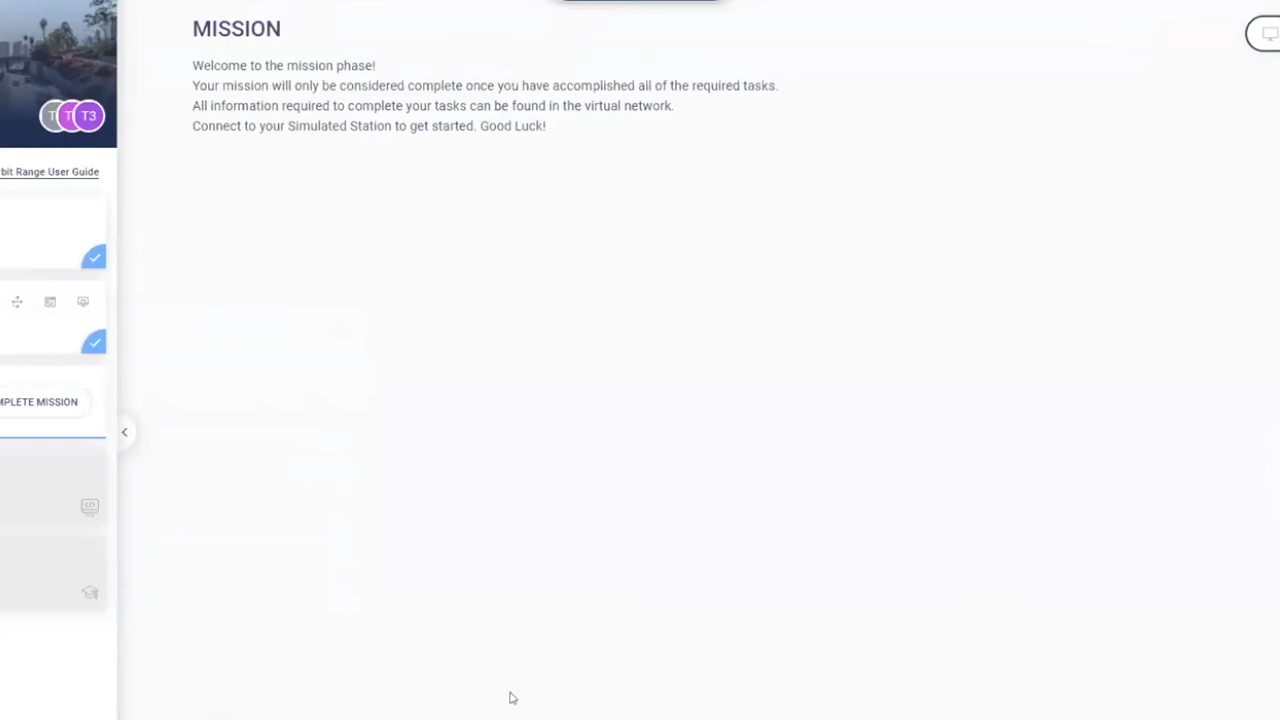 MISSION
Welcome to the mission phase!
Your mission will only be considered complete once you have accomplished all of the required tasks.
All information required to complete your tasks can be found in the virtual network.
Connect to your Simulated Station to get started. Good Luck!
T T T3
bit Range User Guide
MPLETE MISSION